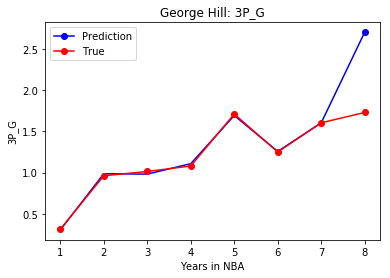 George Hill: 3P_G
Prediction
True
3P_G
2.5
2.0
1.5
1.0
0.5
1 2 3 4 5 6 7 8
Years in NBA